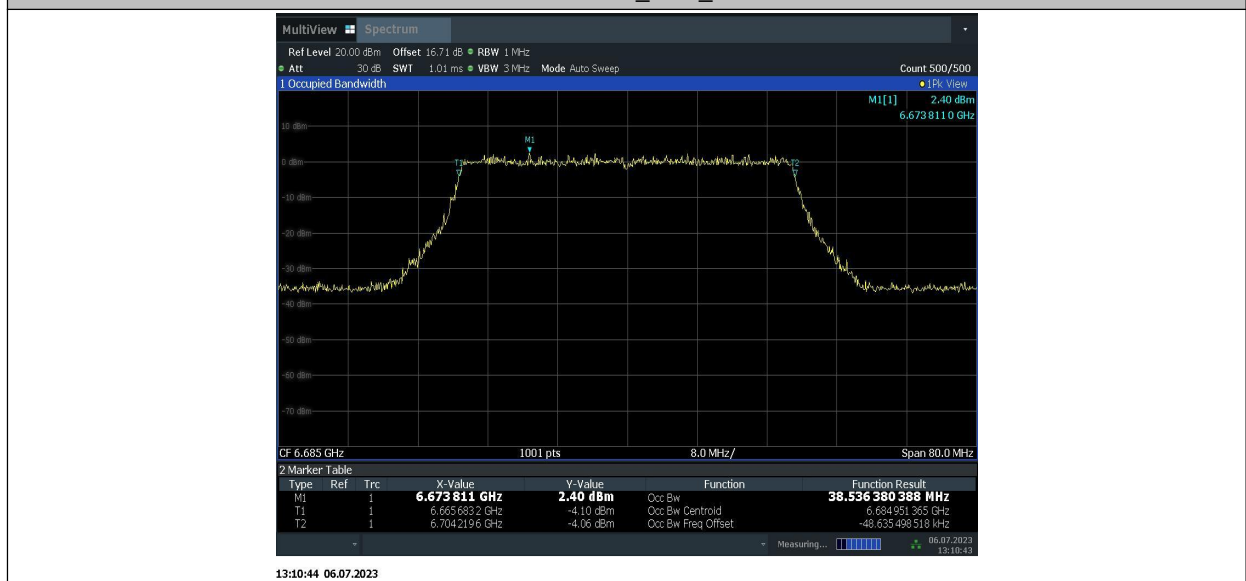 MultiView Spectrum
Ref Level 20.00 dBm Offset 16.71 dB RBW 1 MHz
Att 30 dB SWT 1.01 ms VBW 3 MHz Mode Auto Sweep Count 500/500
1 Occupied Bandwidth 1Pk View
M1[1] 2.40 dBm
6.673 811 0 GHz
10 dBm
M1
0 dBm
T1 T2
-10 dBm
-20 dBm
-30 dBm
-40 dBm
-50 dBm
-60 dBm
-70 dBm
CF 6.685 GHz 1001 pts 8.0 MHz/ Span 80.0 MHz
2 Marker Table
Type Ref Trc X-Value Y-Value Function Function Result
M1 1 6.673 811 GHz 2.40 dBm Occ Bw 38.536 380 388 MHz
T1 1 6.665 683 2 GHz -4.10 dBm Occ Bw Centroid 6.684 951 365 GHz
T2 1 6.704 219 6 GHz -4.06 dBm Occ Bw Freq Offset -48.635 498 518 kHz
Measuring... 06.07.2023
13:10:43
13:10:44 06.07.2023